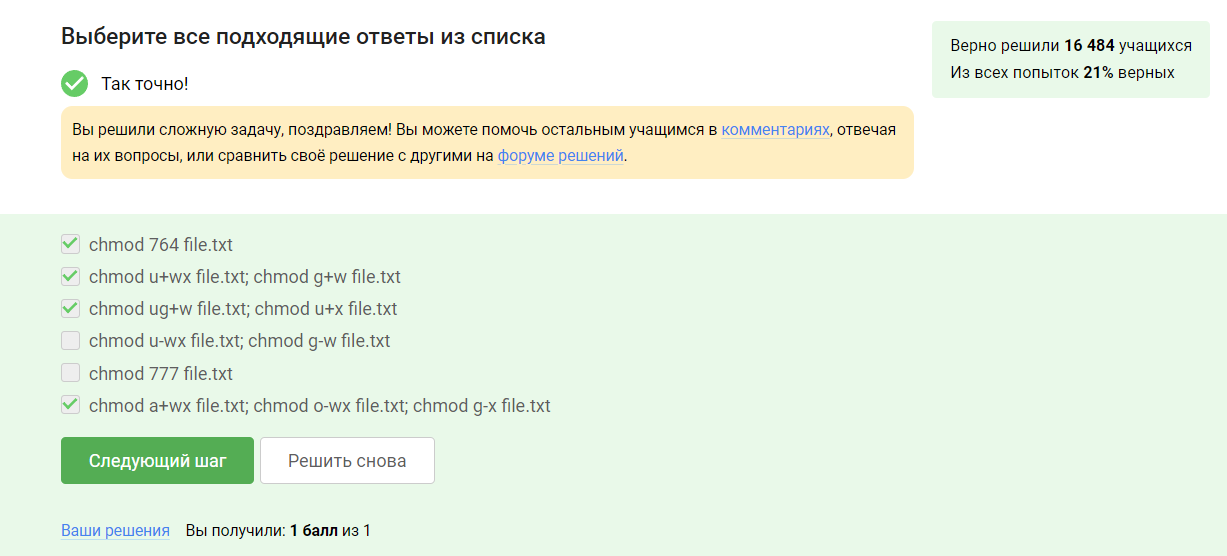 Выберите все подходящие ответы из списка
Верно решили 16 484 учащихся
Из всех попыток 21% верных
Так точно!
Вы решили сложную задачу, поздравляем! Вы можете помочь остальным учащимся в комментариях, отвечая
на их вопросы, или сравнить своё решение с другими на форуме решений.
chmod 764 file.txt
chmod u+wx file.txt; chmod g+w file.txt
chmod ug+w file.txt; chmod u+x file.txt
chmod u-wx file.txt; chmod g-w file.txt
chmod 777 file.txt
chmod a+wx file.txt; chmod o-wx file.txt; chmod g-x file.txt
Следующий шаг
Решить снова
Ваши решения Вы получили: 1 балл из 1